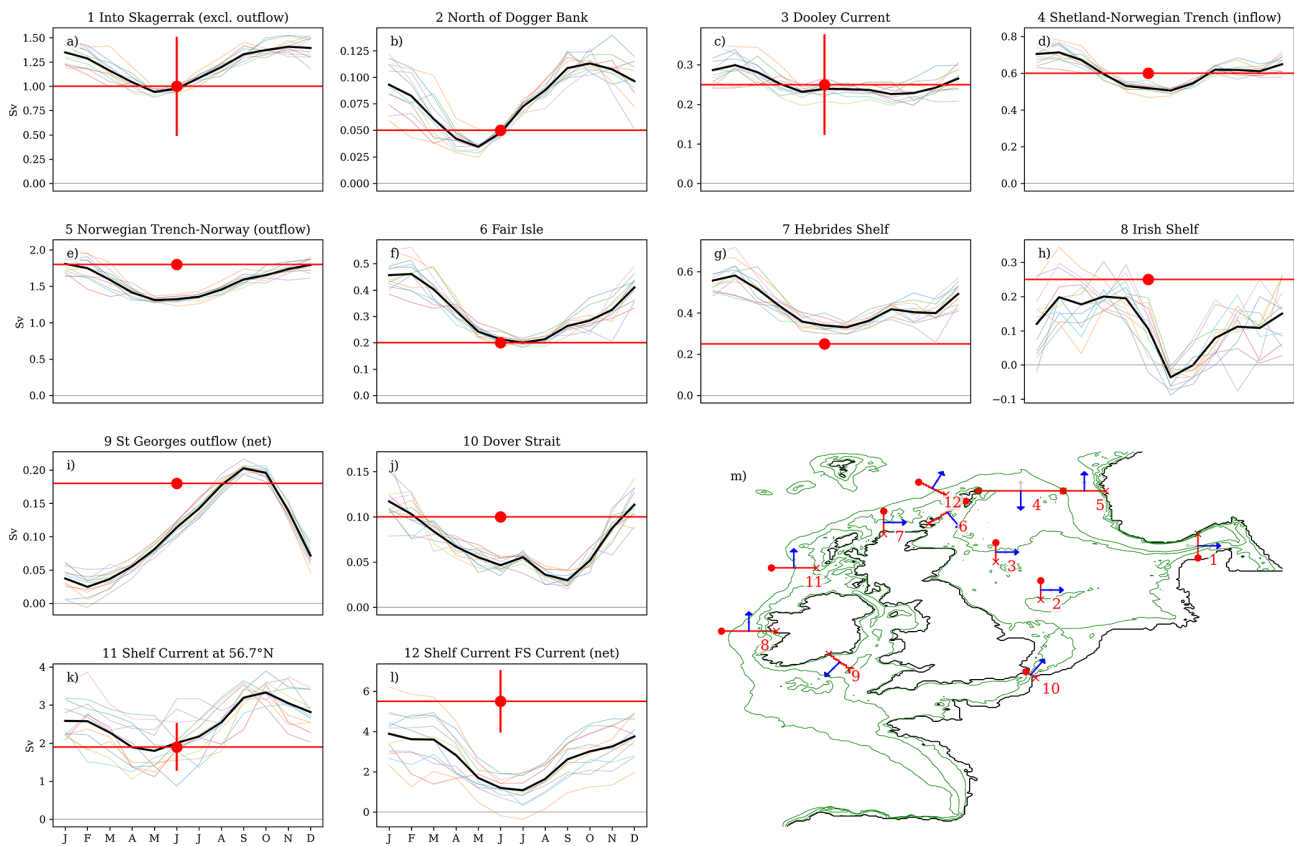 1 Into Skagerrak (excl. outflow)
2 North of Dogger Bank
3 Dooley Current
4 Shetland-Norwegian Trench (inflow)
a)
b)
c)
d)
Sv
1.50
1.25
1.00
0.75
0.50
0.25
0.00
0.125
0.100
0.075
0.050
0.025
0.000
0.3
0.2
0.1
0.0
0.8
0.6
0.4
0.2
0.0
5 Norwegian Trench-Norway (outflow)
6 Fair Isle
7 Hebrides Shelf
8 Irish Shelf
e)
f)
g)
h)
Sv
2.0
1.5
1.0
0.5
0.0
0.5
0.4
0.3
0.2
0.1
0.0
0.6
0.4
0.2
0.0
0.3
0.2
0.1
0.0
−0.1
9 St Georges outflow (net)
10 Dover Strait
i)
j)
0.20
0.15
0.10
0.05
0.00
0.15
0.10
0.05
0.00
11 Shelf Current at 56.7°N
12 Shelf Current FS Current (net)
k)
l)
Sv
4
3
2
1
0
6
4
2
0
J F M A M J J A S O N D
J F M A M J J A S O N D
m)
12
4
5
6
7
3
1
11
2
8
9
10